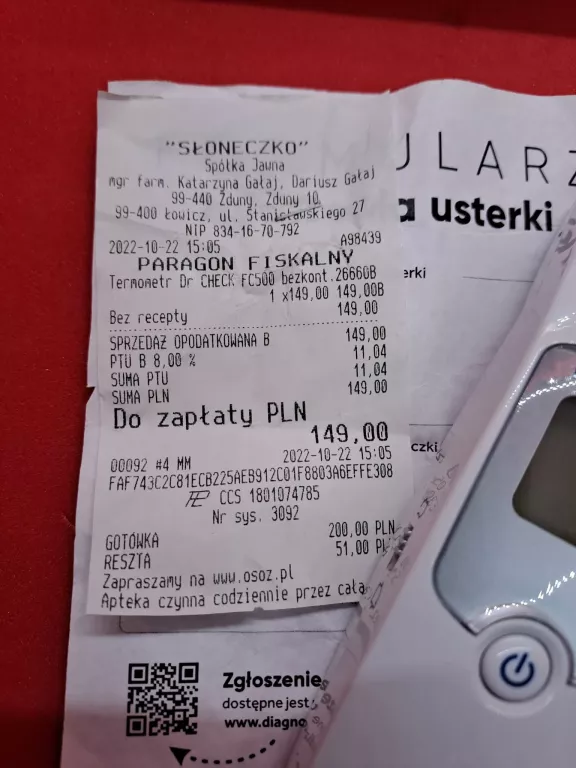 "SŁONECZKO"
Spółka Jawna
mgr farm. Katarzyna Gałaj, Dariusz Gałaj
99-440 Zduny, Zduny 10
99-400 Łowicz, ul. Stanisławskiego 27
NIP 834-16-70-792
2022-10-22 15:05 A98439
PARAGON FISKALNY
Termometr Dr CHECK FC500 bezkont.26660B
1 x149,00 149,00B
149,00
Bez recepty
SPRZEDAŻ OPODATKOWANA B 149,00
PTU B 8,00 % 11,04
SUMA PTU 11,04
SUMA PLN 149,00
Do zapłaty PLN
149,00
00092 #4 MM 2022-10-22 15:05
FAF743C2C81ECB225AEB912C01F8803A6EFFE308
CCS 1801074785
Nr sys. 3092
GOTÓWKA 200,00 PLN
RESZTA 51,00
Zapraszamy na www.osoz.pl
Apteka czynna codziennie przez cała
ULARZ
a usterki
erki
czki
Zgłoszenie
dostępne jest
www.diagno